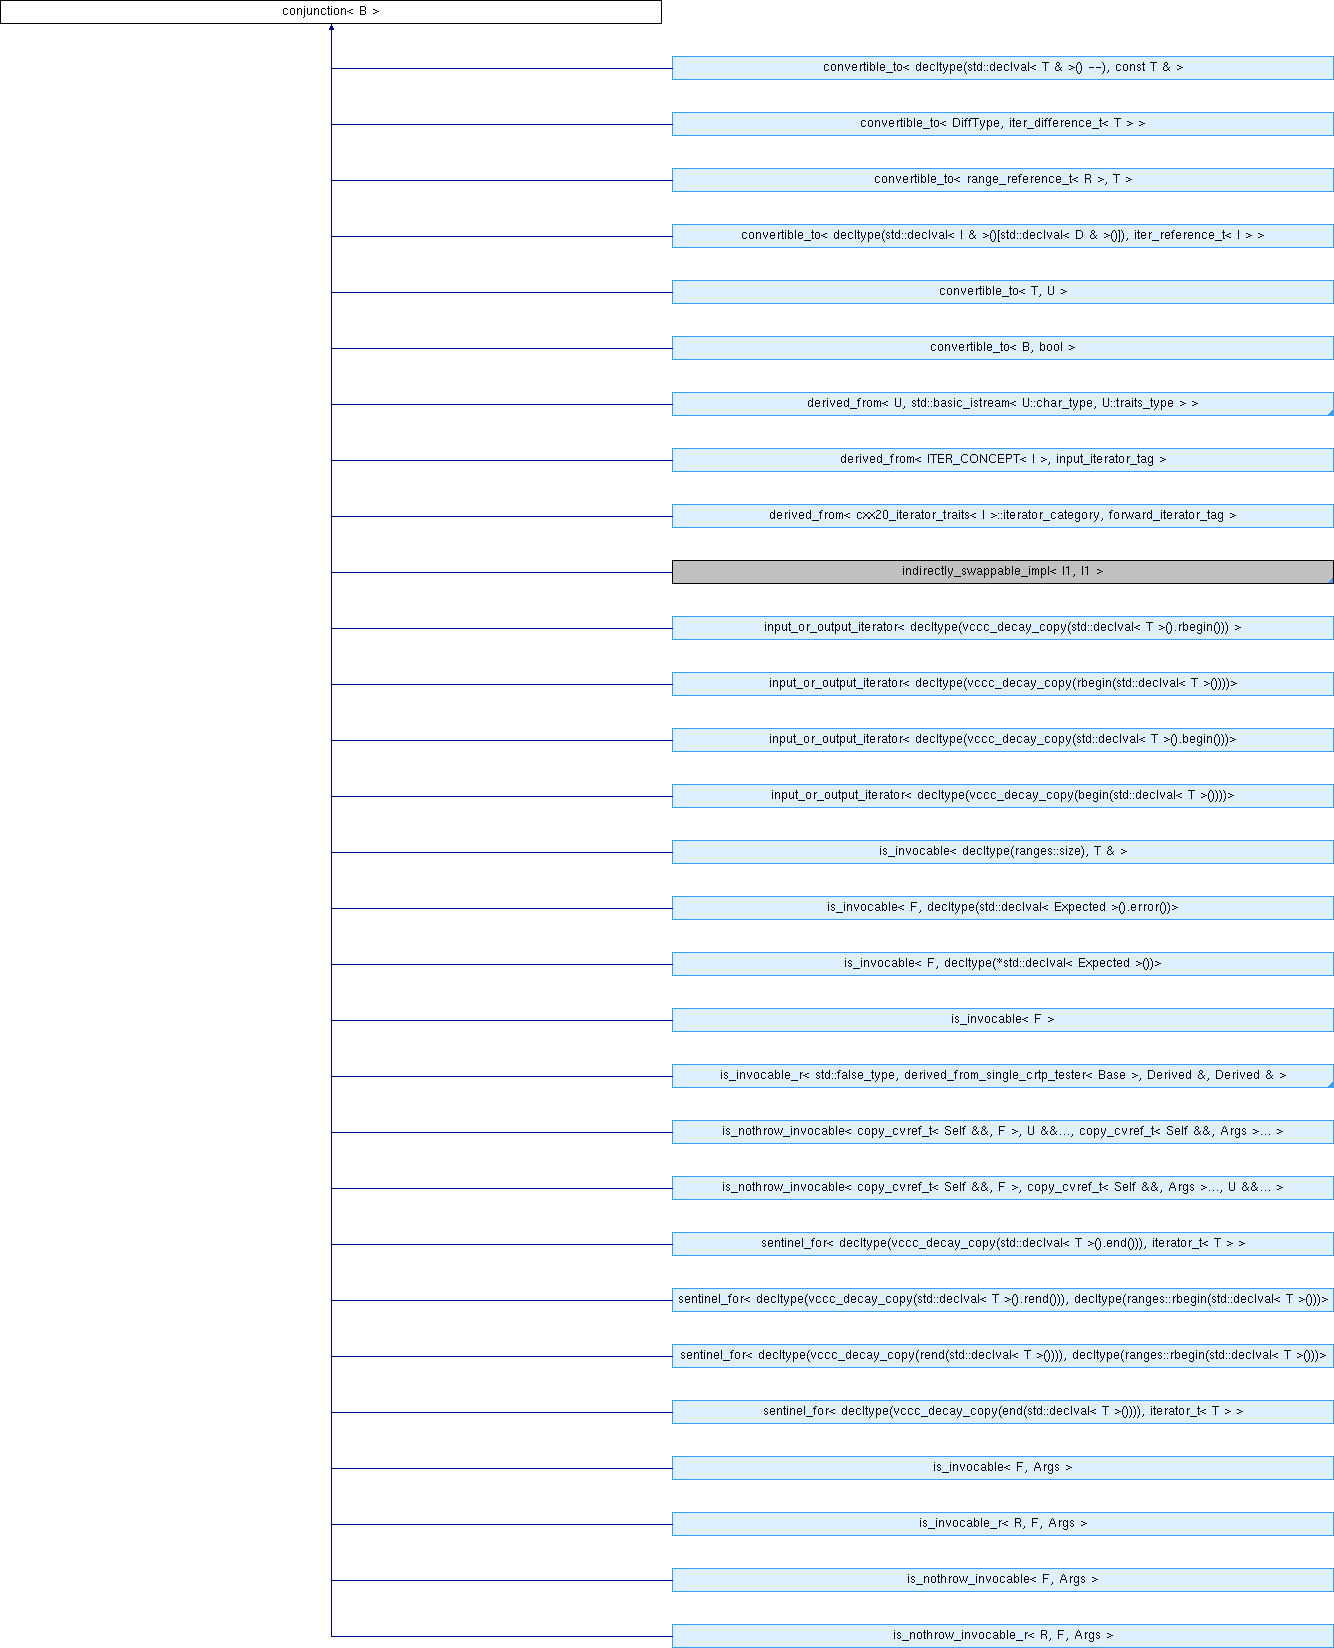 conjunction< B >
convertible_to< decltype(std::declval< T & >() --), const T & >
convertible_to< DiffType, iter_difference_t< T > >
convertible_to< range_reference_t< R >, T >
convertible_to< decltype(std::declval< I & >()[std::declval< D & >()]), iter_reference_t< I > >
convertible_to< T, U >
convertible_to< B, bool >
derived_from< U, std::basic_istream< U::char_type, U::traits_type > >
derived_from< ITER_CONCEPT< I >, input_iterator_tag >
derived_from< cxx20_iterator_traits< I >::iterator_category, forward_iterator_tag >
indirectly_swappable_impl< I1, I1 >
input_or_output_iterator< decltype(vccc_decay_copy(std::declval< T >().rbegin())) >
input_or_output_iterator< decltype(vccc_decay_copy(rbegin(std::declval< T >())))>
input_or_output_iterator< decltype(vccc_decay_copy(std::declval< T >().begin()))>
input_or_output_iterator< decltype(vccc_decay_copy(begin(std::declval< T >())))>
is_invocable< decltype(ranges::size), T & >
is_invocable< F, decltype(std::declval< Expected >().error())>
is_invocable< F, decltype(*std::declval< Expected >())>
is_invocable< F >
is_invocable_r< std::false_type, derived_from_single_crtp_tester< Base >, Derived &, Derived & >
is_nothrow_invocable< copy_cvref_t< Self &&, F >, U &&..., copy_cvref_t< Self &&, Args >... >
is_nothrow_invocable< copy_cvref_t< Self &&, F >, copy_cvref_t< Self &&, Args >..., U &&... >
sentinel_for< decltype(vccc_decay_copy(std::declval< T >().end())), iterator_t< T > >
sentinel_for< decltype(vccc_decay_copy(std::declval< T >().rend())), decltype(ranges::rbegin(std::declval< T >()))>
sentinel_for< decltype(vccc_decay_copy(rend(std::declval< T >()))), decltype(ranges::rbegin(std::declval< T >()))>
sentinel_for< decltype(vccc_decay_copy(end(std::declval< T >()))), iterator_t< T > >
is_invocable< F, Args >
is_invocable_r< R, F, Args >
is_nothrow_invocable< F, Args >
is_nothrow_invocable_r< R, F, Args >